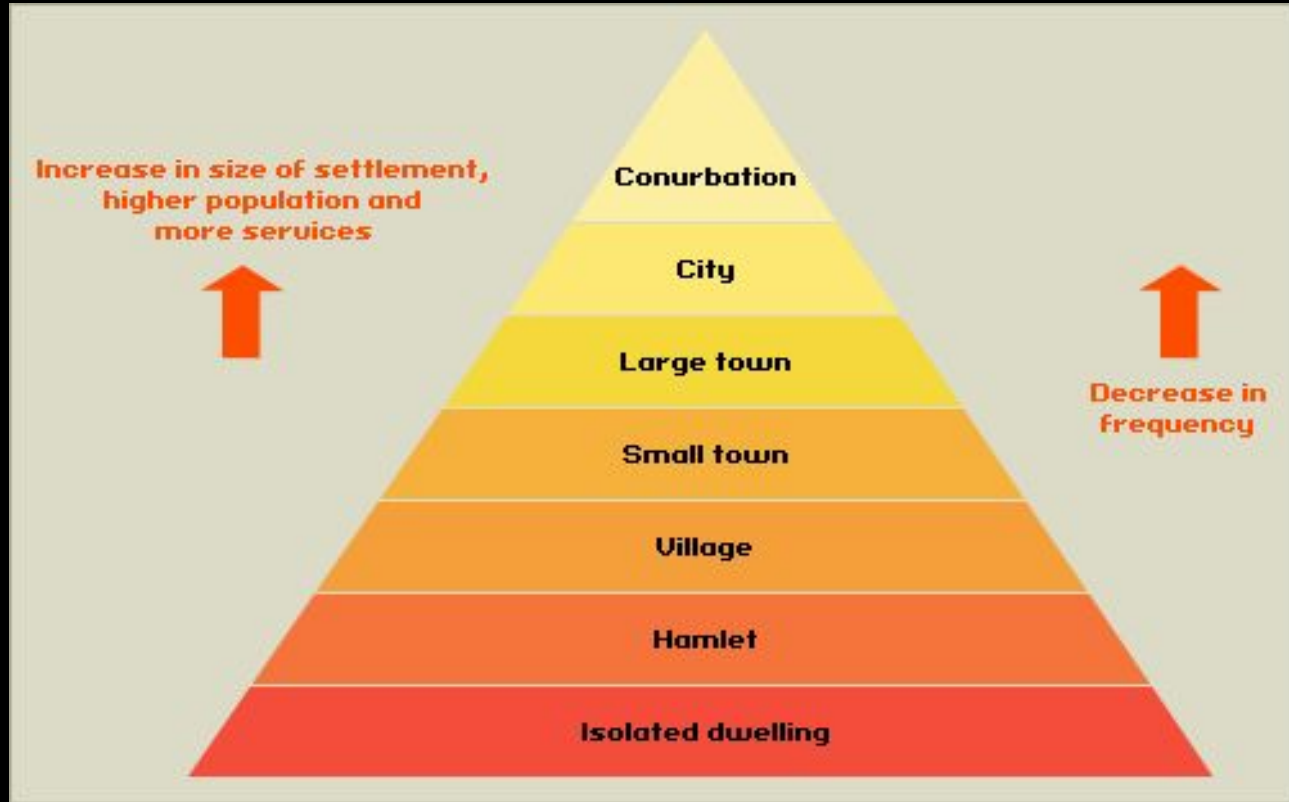 Increase in size of settlement,
higher population and
more services
Conurbation
City
Large town
Small town
Village
Hamlet
Isolated dwelling
Decrease in
frequency